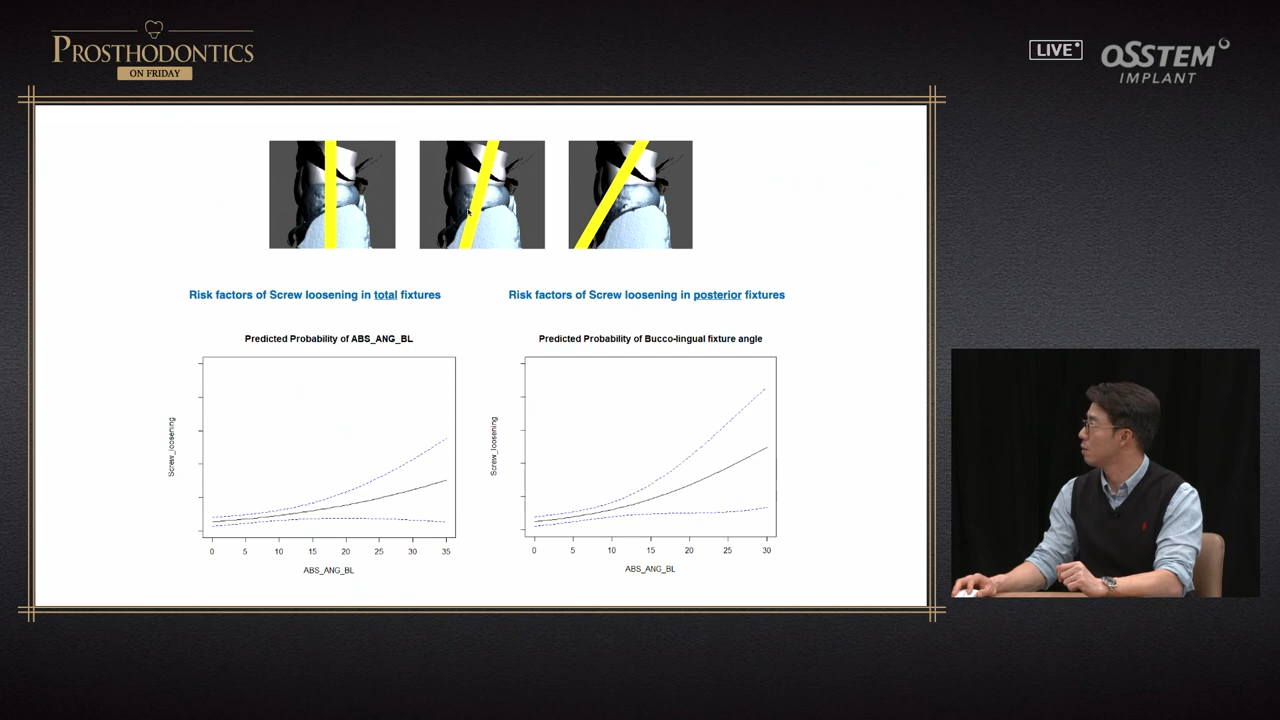 PROSTHODONTICS
ON FRIDAY
LIVE
OSSTEM
IMPLANT
Risk factors of Screw loosening in total fixtures
Risk factors of Screw loosening in posterior fixtures
Predicted Probability of ABS_ANG_BL
Predicted Probability of Bucco-lingual fixture angle
Screw_loosening
0 5 10 15 20 25 30 35
ABS_ANG_BL
Screw_loosening
0 5 10 15 20 25 30
ABS_ANG_BL